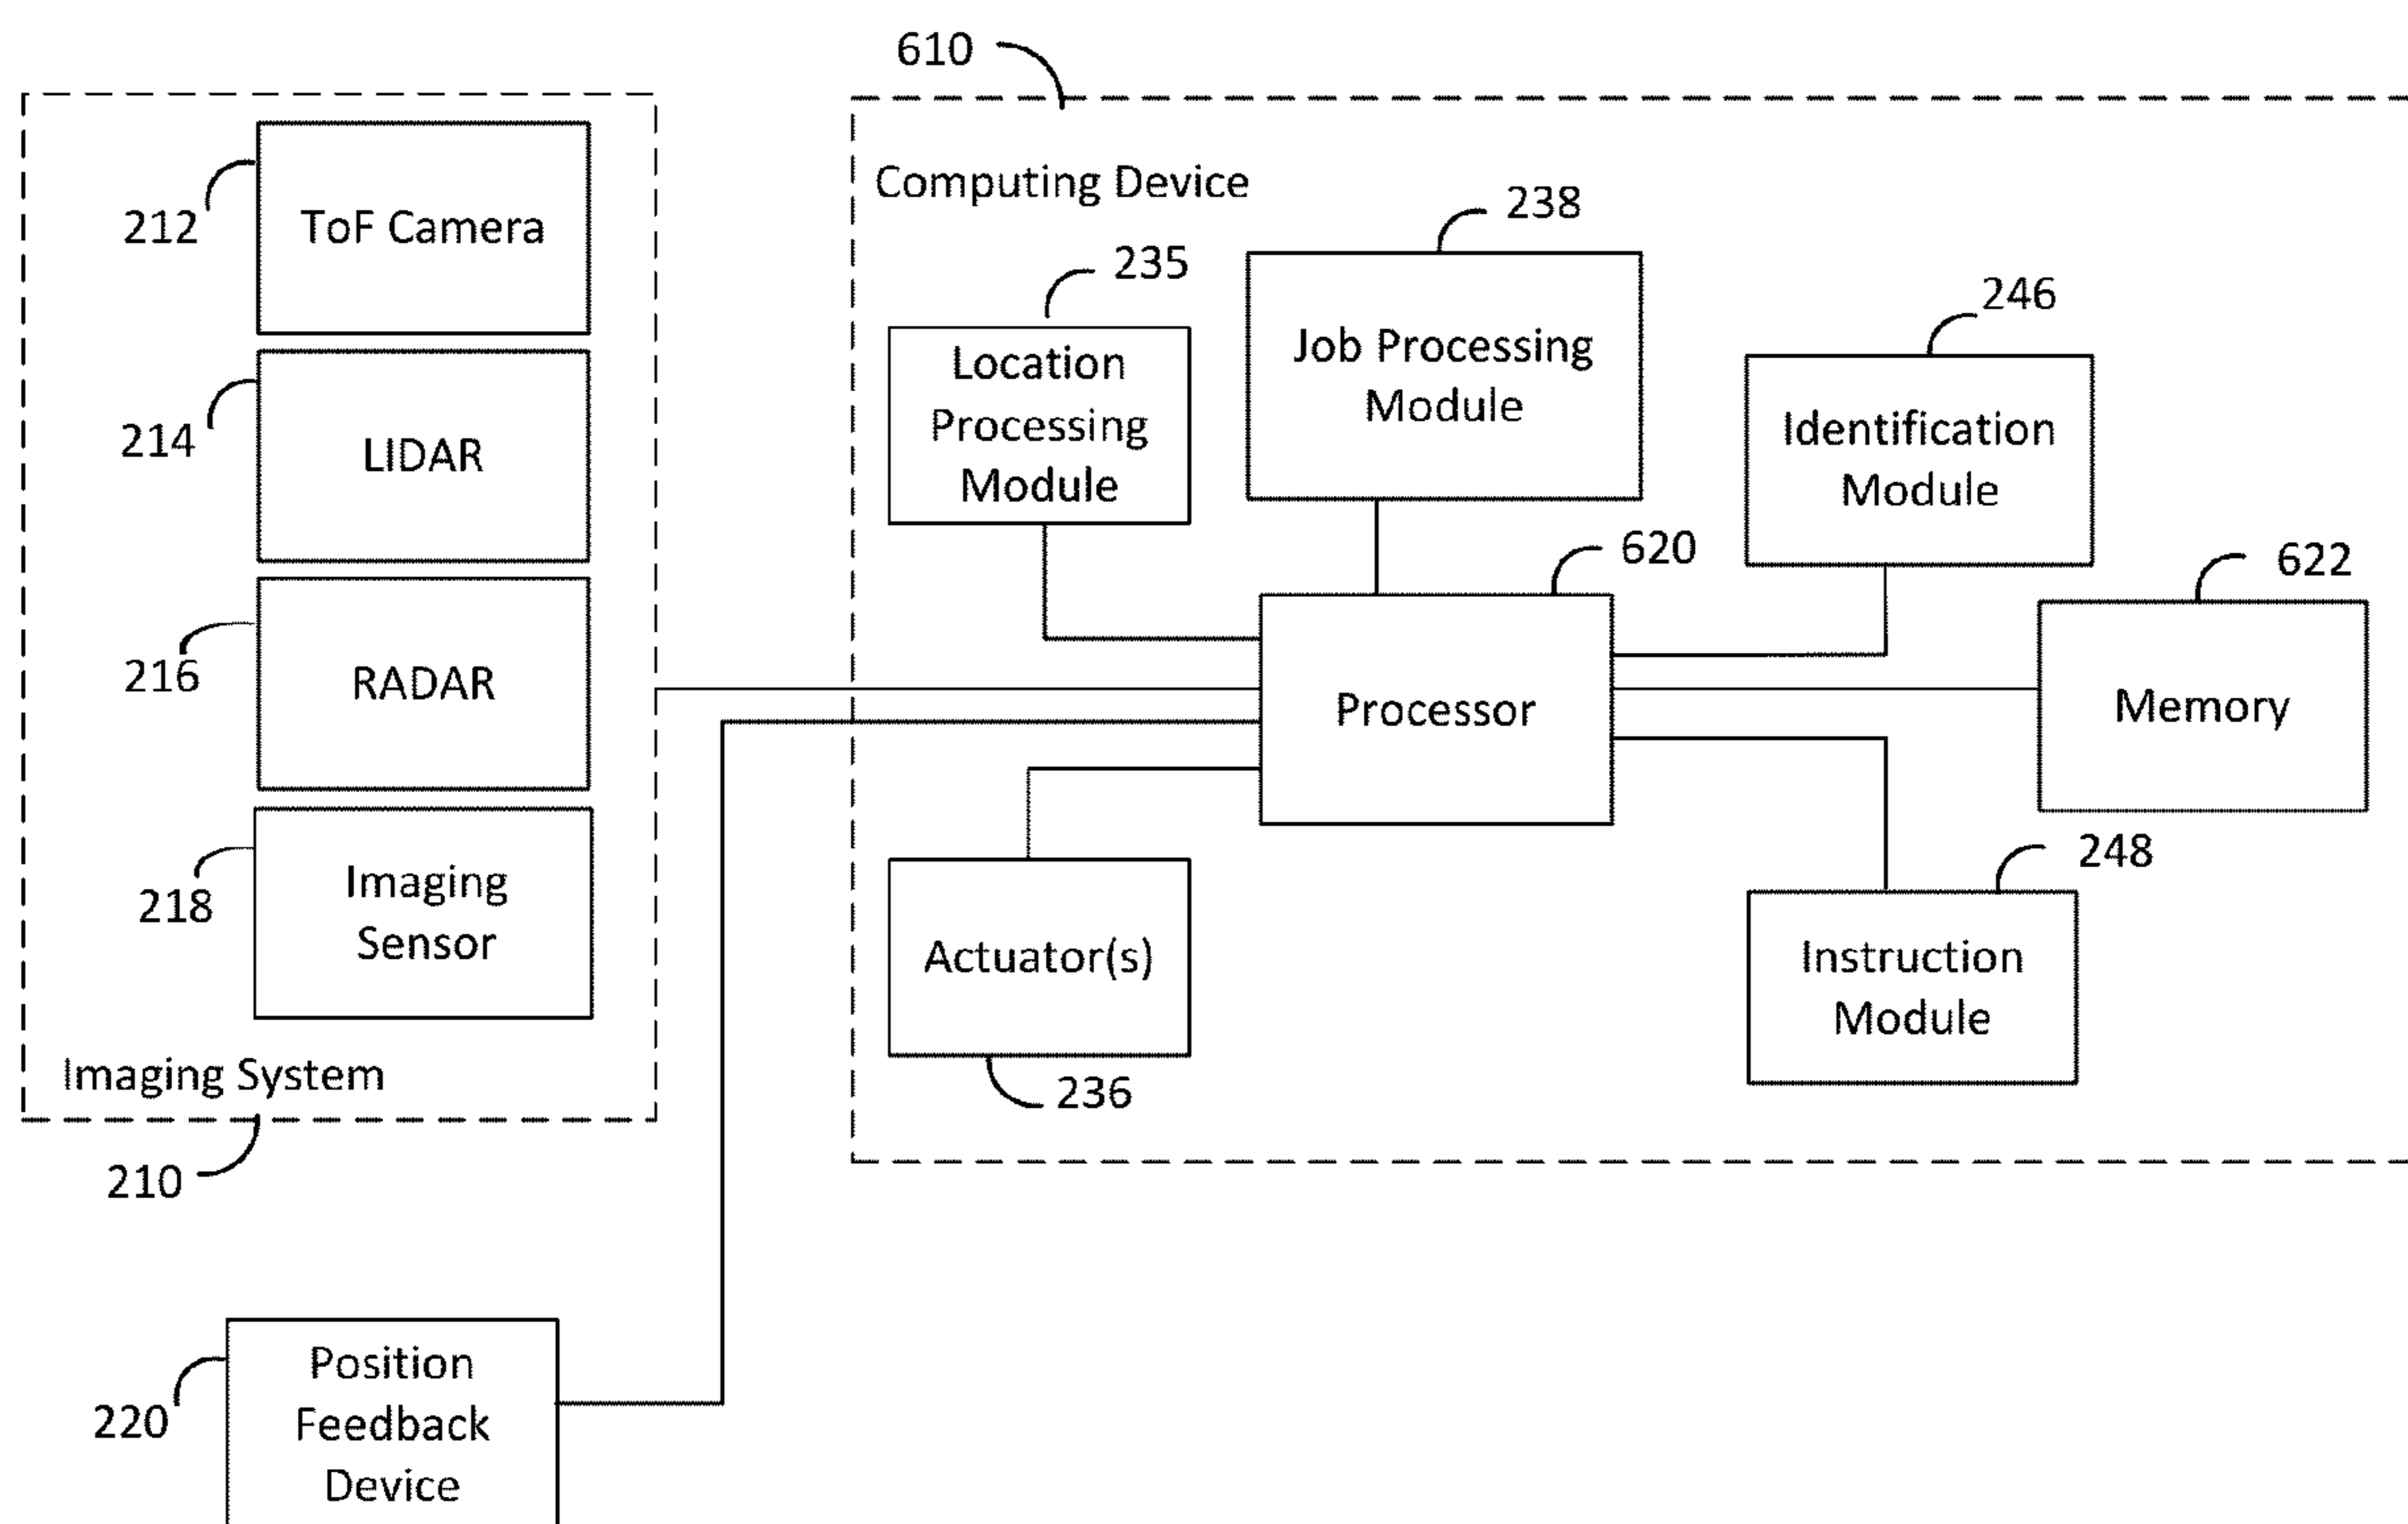 610
Computing Device
212
ToF Camera
214
LIDAR
216
RADAR
218
Imaging
Sensor
Imaging System
210
220
Position
Feedback
Device
235
Location
Processing
Module
238
Job Processing
Module
246
Identification
Module
620
Processor
622
Memory
Actuator(s)
236
248
Instruction
Module